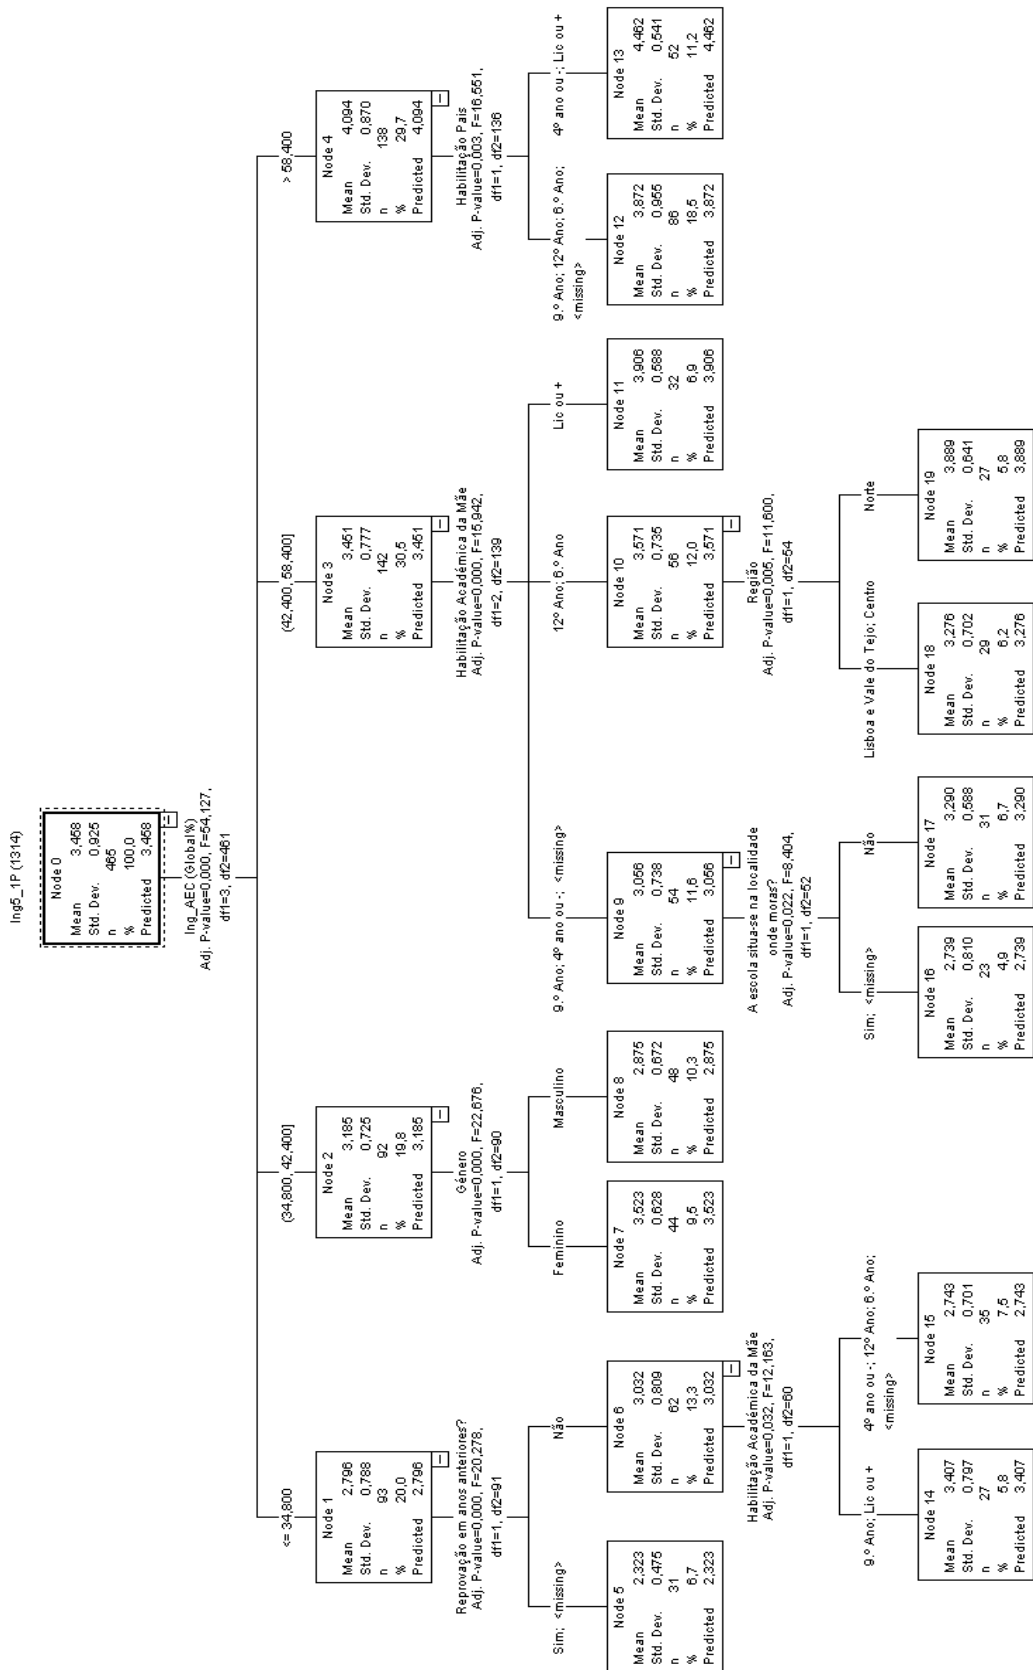 Ing5_1P (1314)
Node 0
Mean 3,458
Std. Dev. 0,925
n 465
% 100,0
Predicted 3,458
Ing_AEC (Global%)
Adj. P-value=0,000, F=54,127,
df1=3, df2=461
<= 34,800
Node 1
Mean 2,796
Std. Dev. 0,788
n 93
% 20,0
Predicted 2,796
Reprovação em anos anteriores?
Adj. P-value=0,000, F=20,278,
df1=1, df2=91
(34,800, 42,400]
Node 2
Mean 3,185
Std. Dev. 0,725
n 92
% 19,8
Predicted 3,185
Género
Adj. P-value=0,000, F=22,676,
df1=1, df2=90
(42,400, 58,400]
Node 3
Mean 3,451
Std. Dev. 0,777
n 142
% 30,5
Predicted 3,451
Habilitação Académica da Mãe
Adj. P-value=0,000, F=15,942,
df1=2, df2=139
> 58,400
Node 4
Mean 4,094
Std. Dev. 0,870
n 138
% 29,7
Predicted 4,094
Habilitação Pais
Adj. P-value=0,003, F=16,551,
df1=1, df2=136
Sim; <missing>
Node 5
Mean 2,323
Std. Dev. 0,475
n 31
% 6,7
Predicted 2,323
Não
Node 6
Mean 3,032
Std. Dev. 0,809
n 62
% 13,3
Predicted 3,032
Habilitação Académica da Mãe
Adj. P-value=0,032, F=12,163,
df1=1, df2=60
Feminino
Node 7
Mean 3,523
Std. Dev. 0,628
n 44
% 9,5
Predicted 3,523
Masculino
Node 8
Mean 2,875
Std. Dev. 0,672
n 48
% 10,3
Predicted 2,875
9.º Ano; 4º ano ou -; <missing>
Node 9
Mean 3,056
Std. Dev. 0,738
n 54
% 11,6
Predicted 3,056
A escola situa-se na localidade
onde moras?
Adj. P-value=0,022, F=8,404,
df1=1, df2=52
12º Ano; 6.º Ano
Node 10
Mean 3,571
Std. Dev. 0,735
n 56
% 12,0
Predicted 3,571
Região
Adj. P-value=0,005, F=11,600,
df1=1, df2=54
Lic ou +
Node 11
Mean 3,906
Std. Dev. 0,588
n 32
% 6,9
Predicted 3,906
9.º Ano; 12º Ano; 6.º Ano;
<missing>
Node 12
Mean 3,872
Std. Dev. 0,955
n 86
% 18,5
Predicted 3,872
4º ano ou -; Lic ou +
Node 13
Mean 4,462
Std. Dev. 0,541
n 52
% 11,2
Predicted 4,462
9.º Ano; Lic ou +
Node 14
Mean 3,407
Std. Dev. 0,797
n 27
% 5,8
Predicted 3,407
4º ano ou -; 12º Ano; 6.º Ano;
<missing>
Node 15
Mean 2,743
Std. Dev. 0,701
n 35
% 7,5
Predicted 2,743
Sim; <missing>
Node 16
Mean 2,739
Std. Dev. 0,810
n 23
% 4,9
Predicted 2,739
Não
Node 17
Mean 3,290
Std. Dev. 0,588
n 31
% 6,7
Predicted 3,290
Lisboa e Vale do Tejo; Centro
Node 18
Mean 3,276
Std. Dev. 0,702
n 29
% 6,2
Predicted 3,276
Norte
Node 19
Mean 3,889
Std. Dev. 0,641
n 27
% 5,8
Predicted 3,889